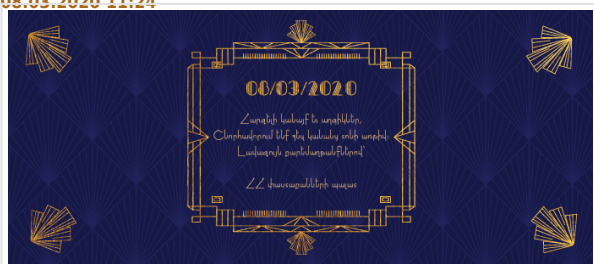 08.03.2020 11:24
08/03/2020
Հարգելի կանայք և աղջիկներ,
Շնորհավորում ենք ձեզ կանանց տոնի առթիվ:
Լավագույն բարեմաղթանքներով՝
ՀՀ փաստաբանների պալատ